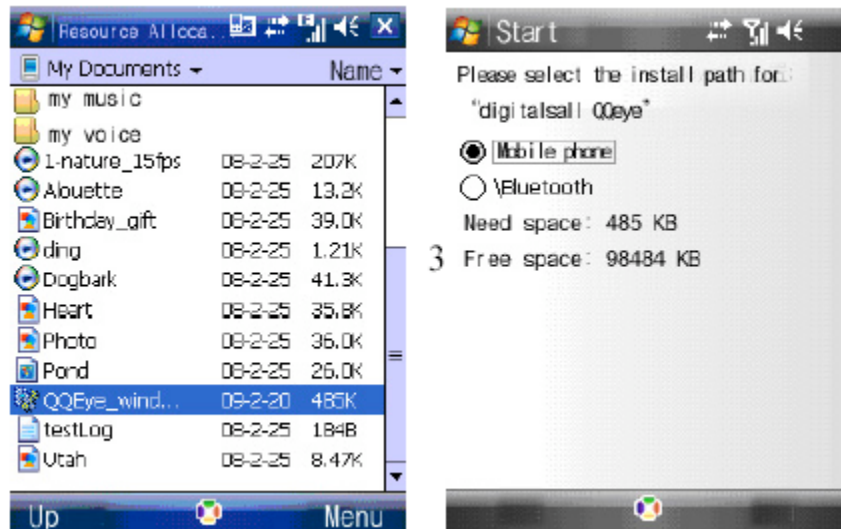 Resource Alloca..
My Documents Name
my music
my voice
1-nature_15fps 08-2-25 207K
Alouette 08-2-25 13.2K
Birthday_gift 08-2-25 39.0K
ding 08-2-25 1.21K
Dogbark 08-2-25 41.3K
Heart 08-2-25 35.8K
Photo 08-2-25 36.0K
Pond 08-2-25 26.0K
QQEye_wind... 09-2-20 485K
testLog 08-2-25 184B
Utah 08-2-25 8.47K
Up Menu
3
Start
Please select the install path for:
"digitalsall QQeye"
Mobile phone
\Bluetooth
Need space: 485 KB
Free space: 98484 KB